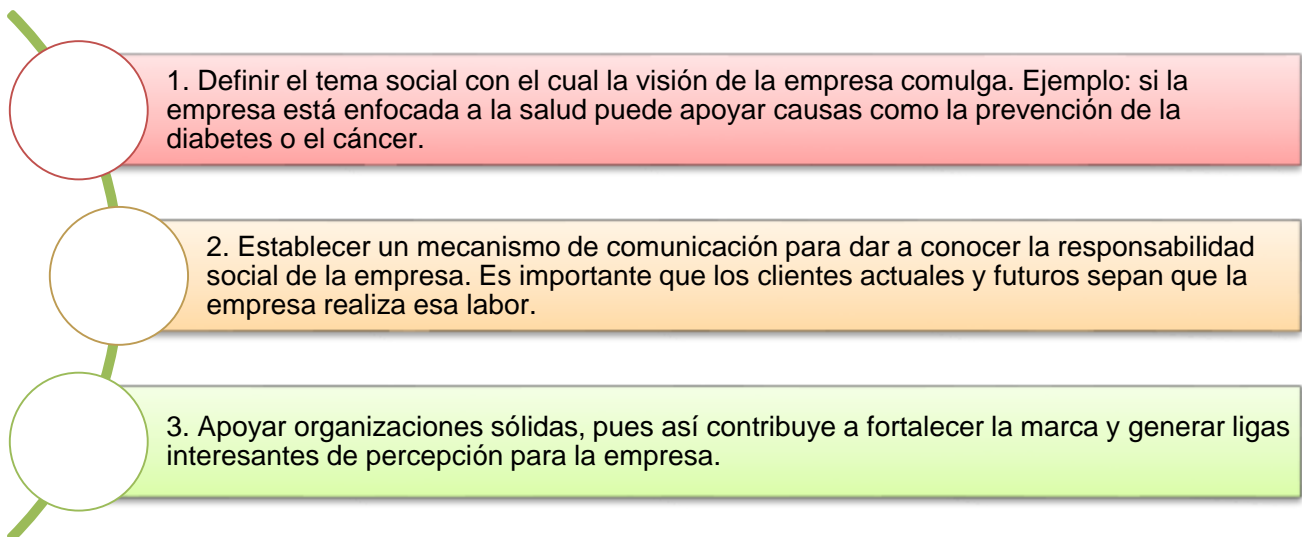 1. Definir el tema social con el cual la visión de la empresa comulga. Ejemplo: si la
empresa está enfocada a la salud puede apoyar causas como la prevención de la
diabetes o el cáncer.
2. Establecer un mecanismo de comunicación para dar a conocer la responsabilidad
social de la empresa. Es importante que los clientes actuales y futuros sepan que la
empresa realiza esa labor.
3. Apoyar organizaciones sólidas, pues así contribuye a fortalecer la marca y generar ligas
interesantes de percepción para la empresa.